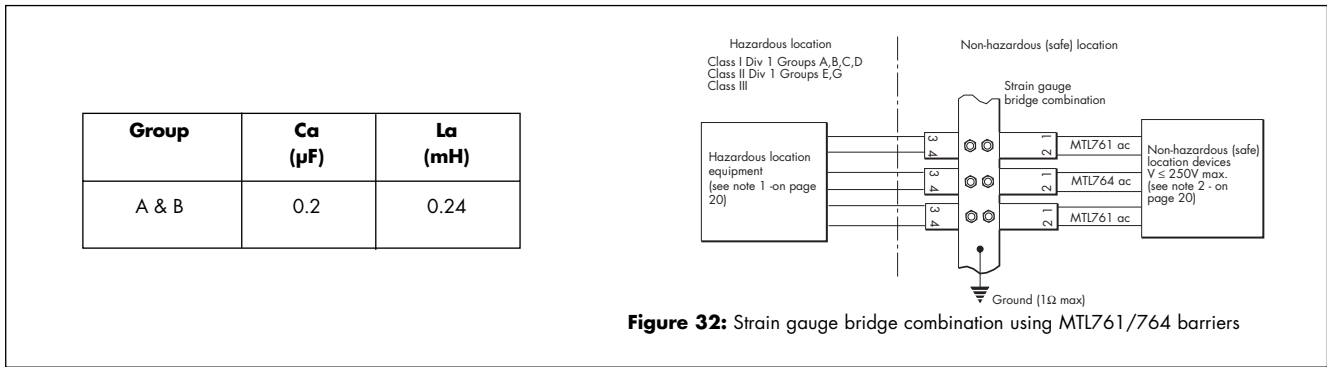 Group
Ca
(µF)
La
(mH)
A & B
0.2
0.24
Hazardous location
Class I Div 1 Groups A,B,C,D
Class II Div 1 Groups E,G
Class III
Non-hazardous (safe) location
Strain gauge
bridge combination
Hazardous location
equipment
(see note 1 -on page
20)
3
4
2 1
MTL761 ac
3
4
2 1
MTL764 ac
3
4
2 1
MTL761 ac
Non-hazardous (safe)
location devices
V ≤ 250V max.
(see note 2 - on
page 20)
Ground (1Ω max)
Figure 32: Strain gauge bridge combination using MTL761/764 barriers